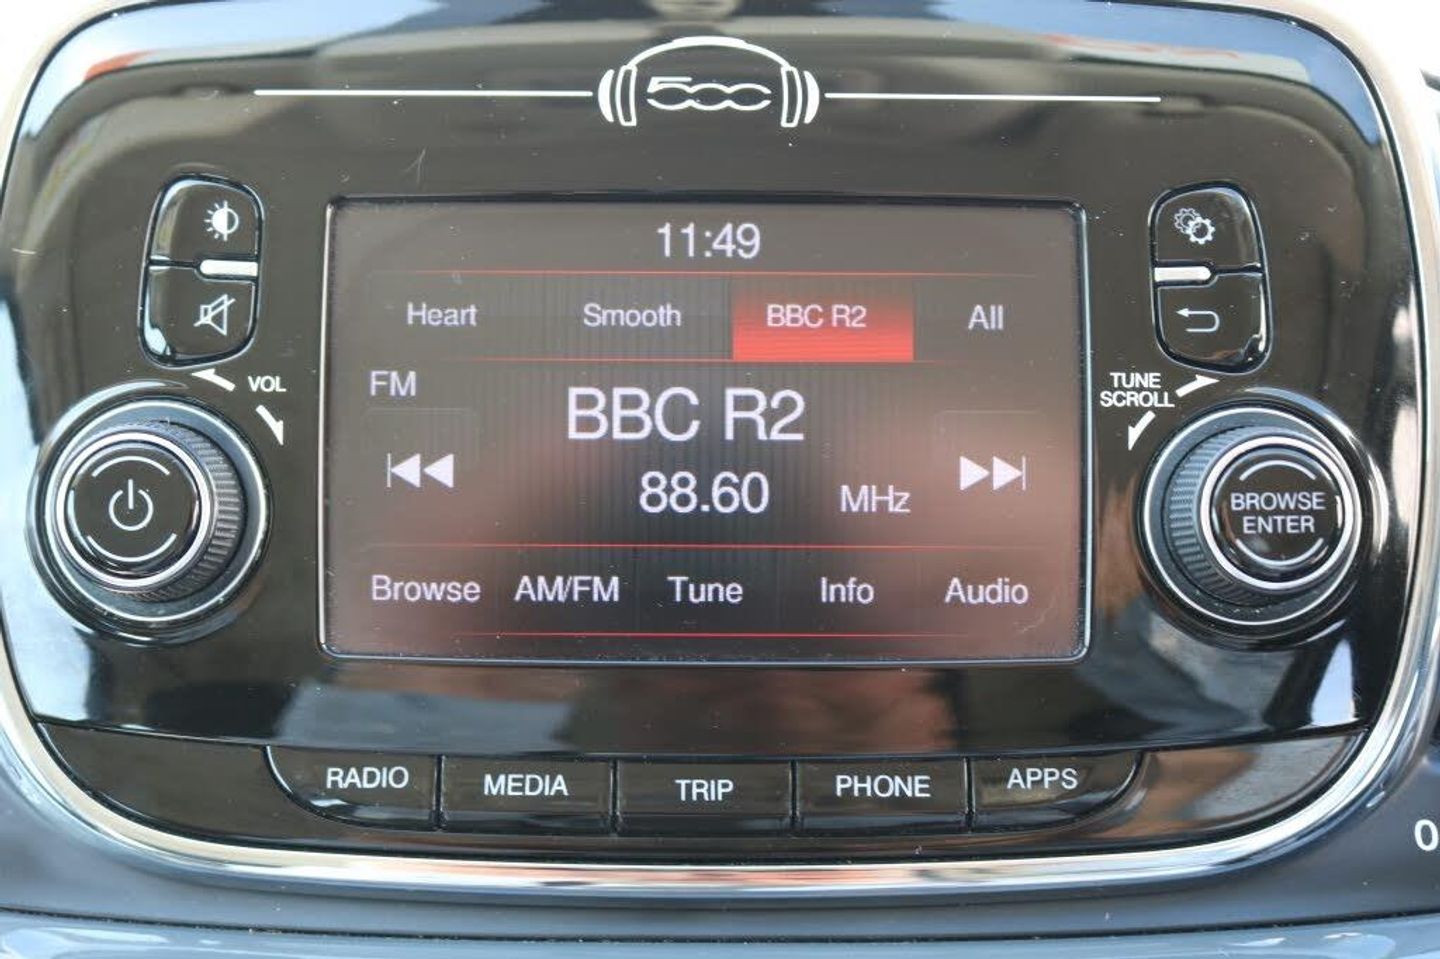 500
11:49
Heart Smooth BBC R2 All
FM
BBC R2
88.60 MHz
Browse AM/FM Tune Info Audio
VOL
TUNE
SCROLL
BROWSE
ENTER
RADIO MEDIA TRIP PHONE APPS
0